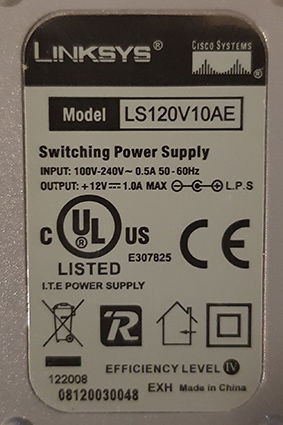 LINKSYS®
CISCO SYSTEMS
Model LS120V10AE
Switching Power Supply
INPUT: 100V-240V~ 0.5A 50-60Hz
OUTPUT: +12V⎓1.0A MAX L.P.S
C UL® US CE
LISTED E307825
I.T.E POWER SUPPLY
R
EFFICIENCY LEVEL IV
122008
08120030048 EXH Made in China